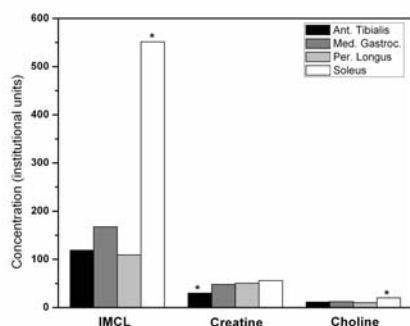 600
500
400
300
200
100
0
Concentration (institutional units)
Ant. Tibialis
Med. Gastroc.
Per. Longus
Soleus
*
*
*
IMCL
Creatine
Choline